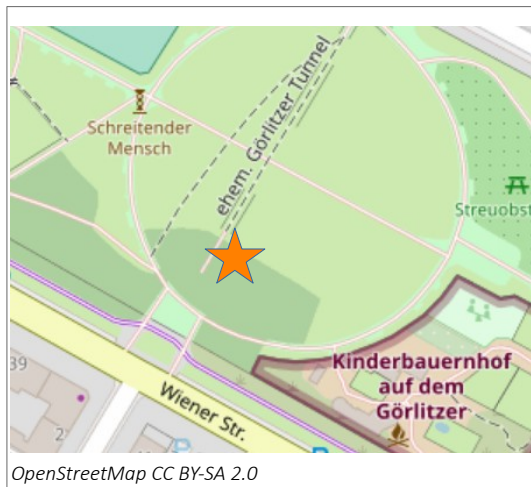 ehem. Görlitzer Tunnel
Schreitender
Mensch
Streuobst
39
Kinderbauernhof
auf dem
Görlitzer
Wiener Str.
2
P
OpenStreetMap CC BY-SA 2.0